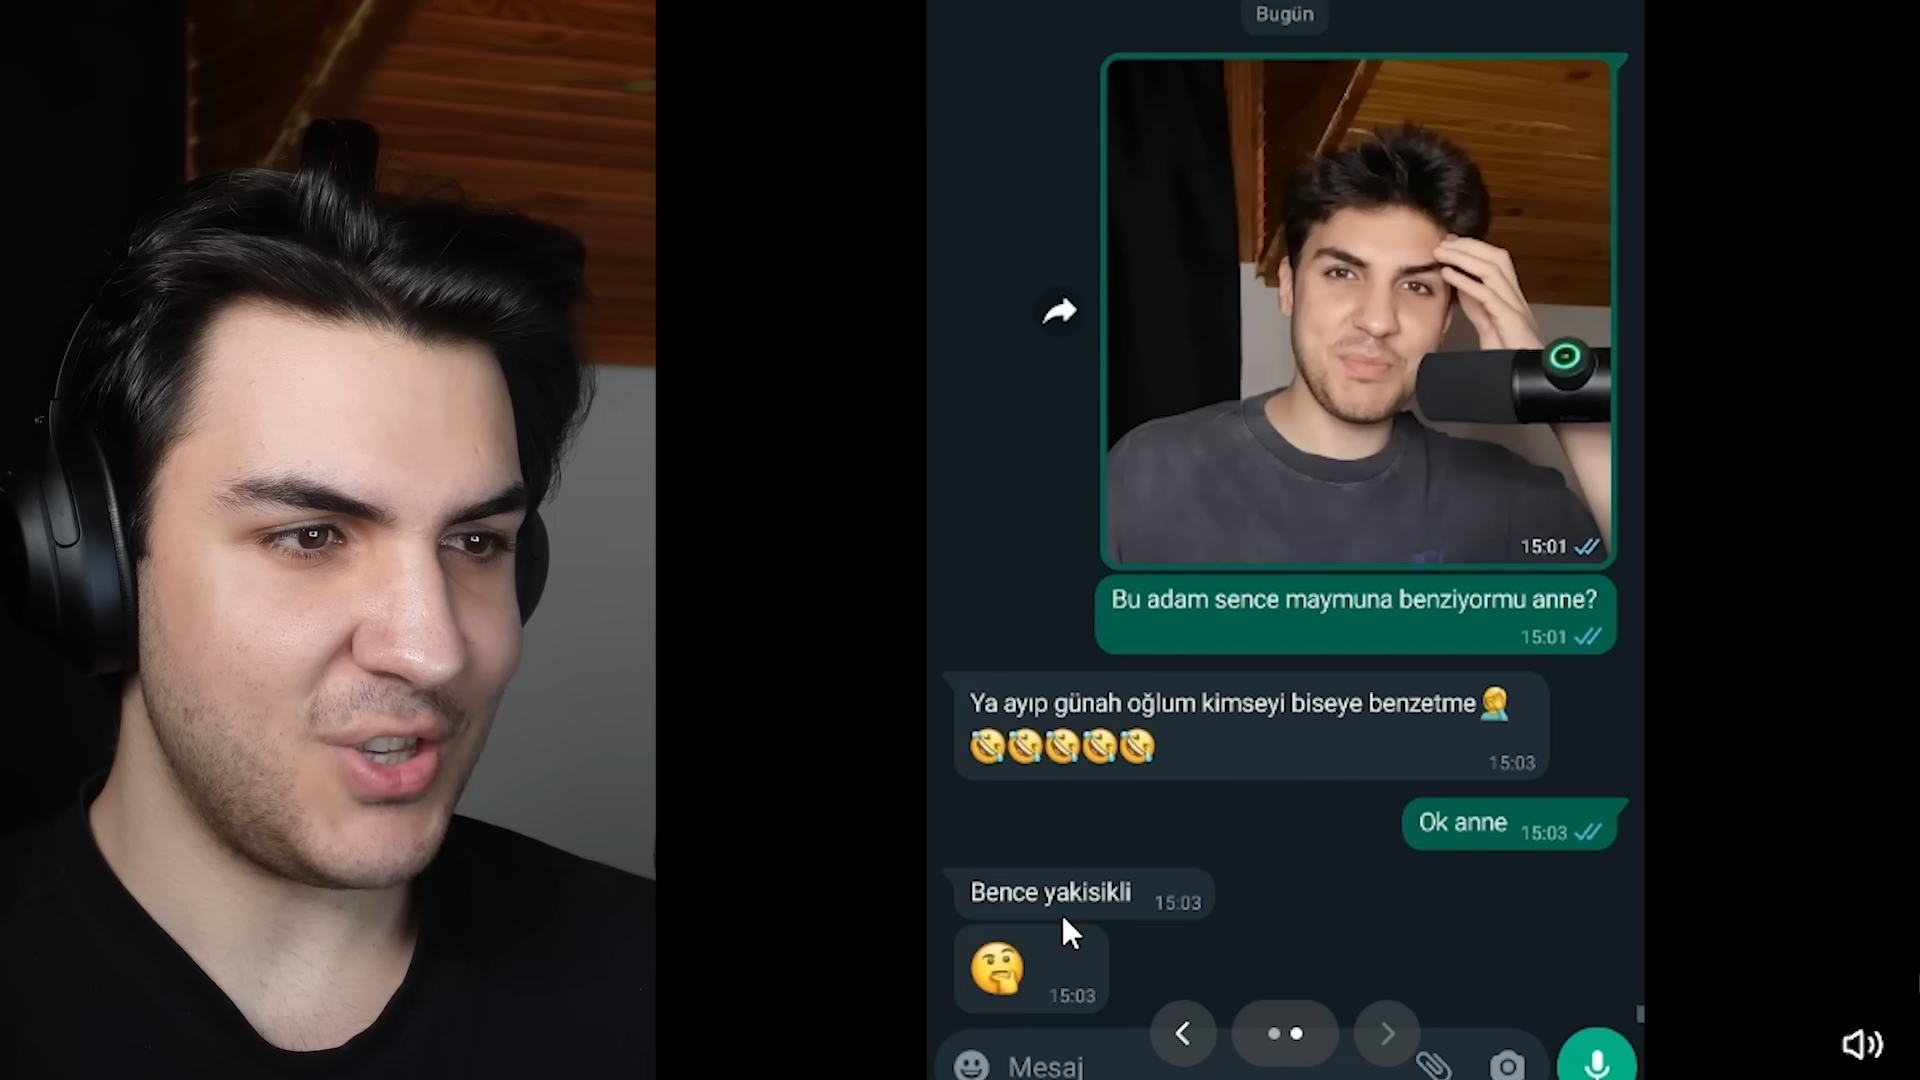 Bugün
15:01
Bu adam sence maymuna benziyormu anne?
15:01
Ya ayıp günah oğlum kimseyi biseye benzetme🤦
🤣🤣🤣🤣🤣
15:03
Ok anne 15:03
Bence yakisikli 15:03
🤔 15:03
Mesaj